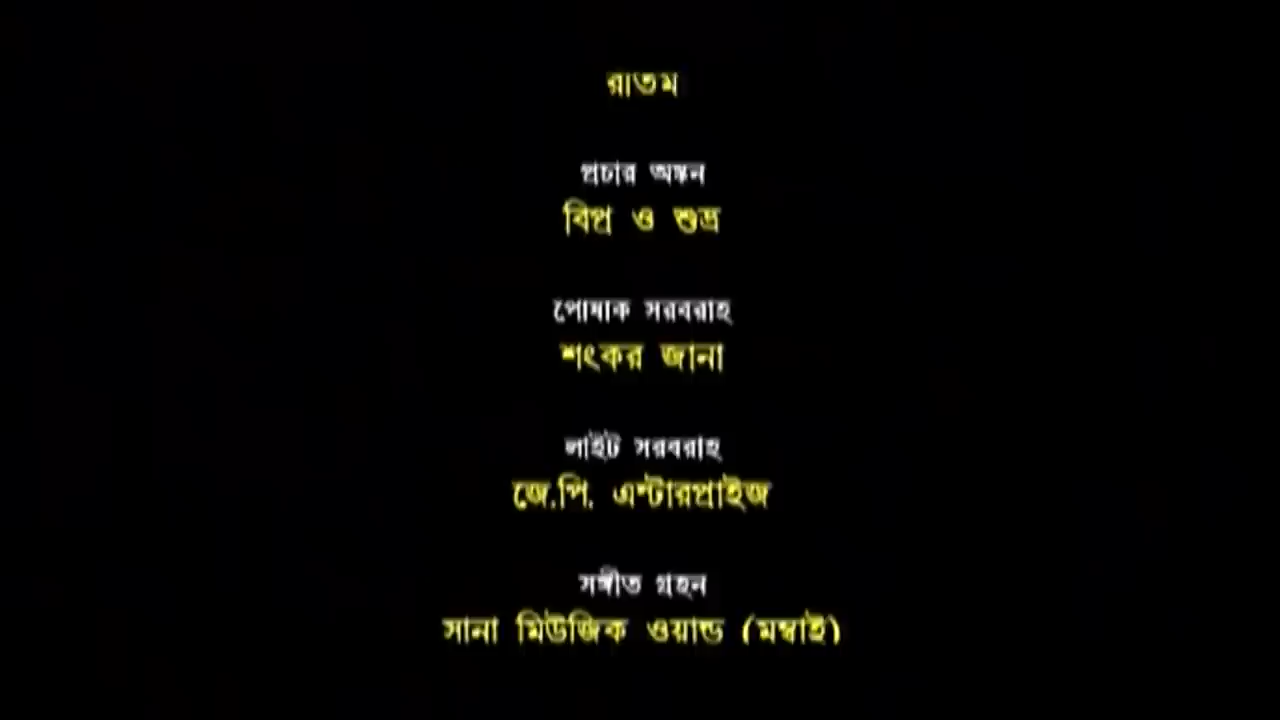 রাতম
প্রচার অঙ্কন
বিপ্র ও শুভ্র
পোষাক সরবরাহ
শংকর জানা
লাইট সরবরাহ
জে.পি. এন্টারপ্রাইজ
সঙ্গীত গ্রহন
সানা মিউজিক ওয়ার্ল্ড (মুম্বাই)